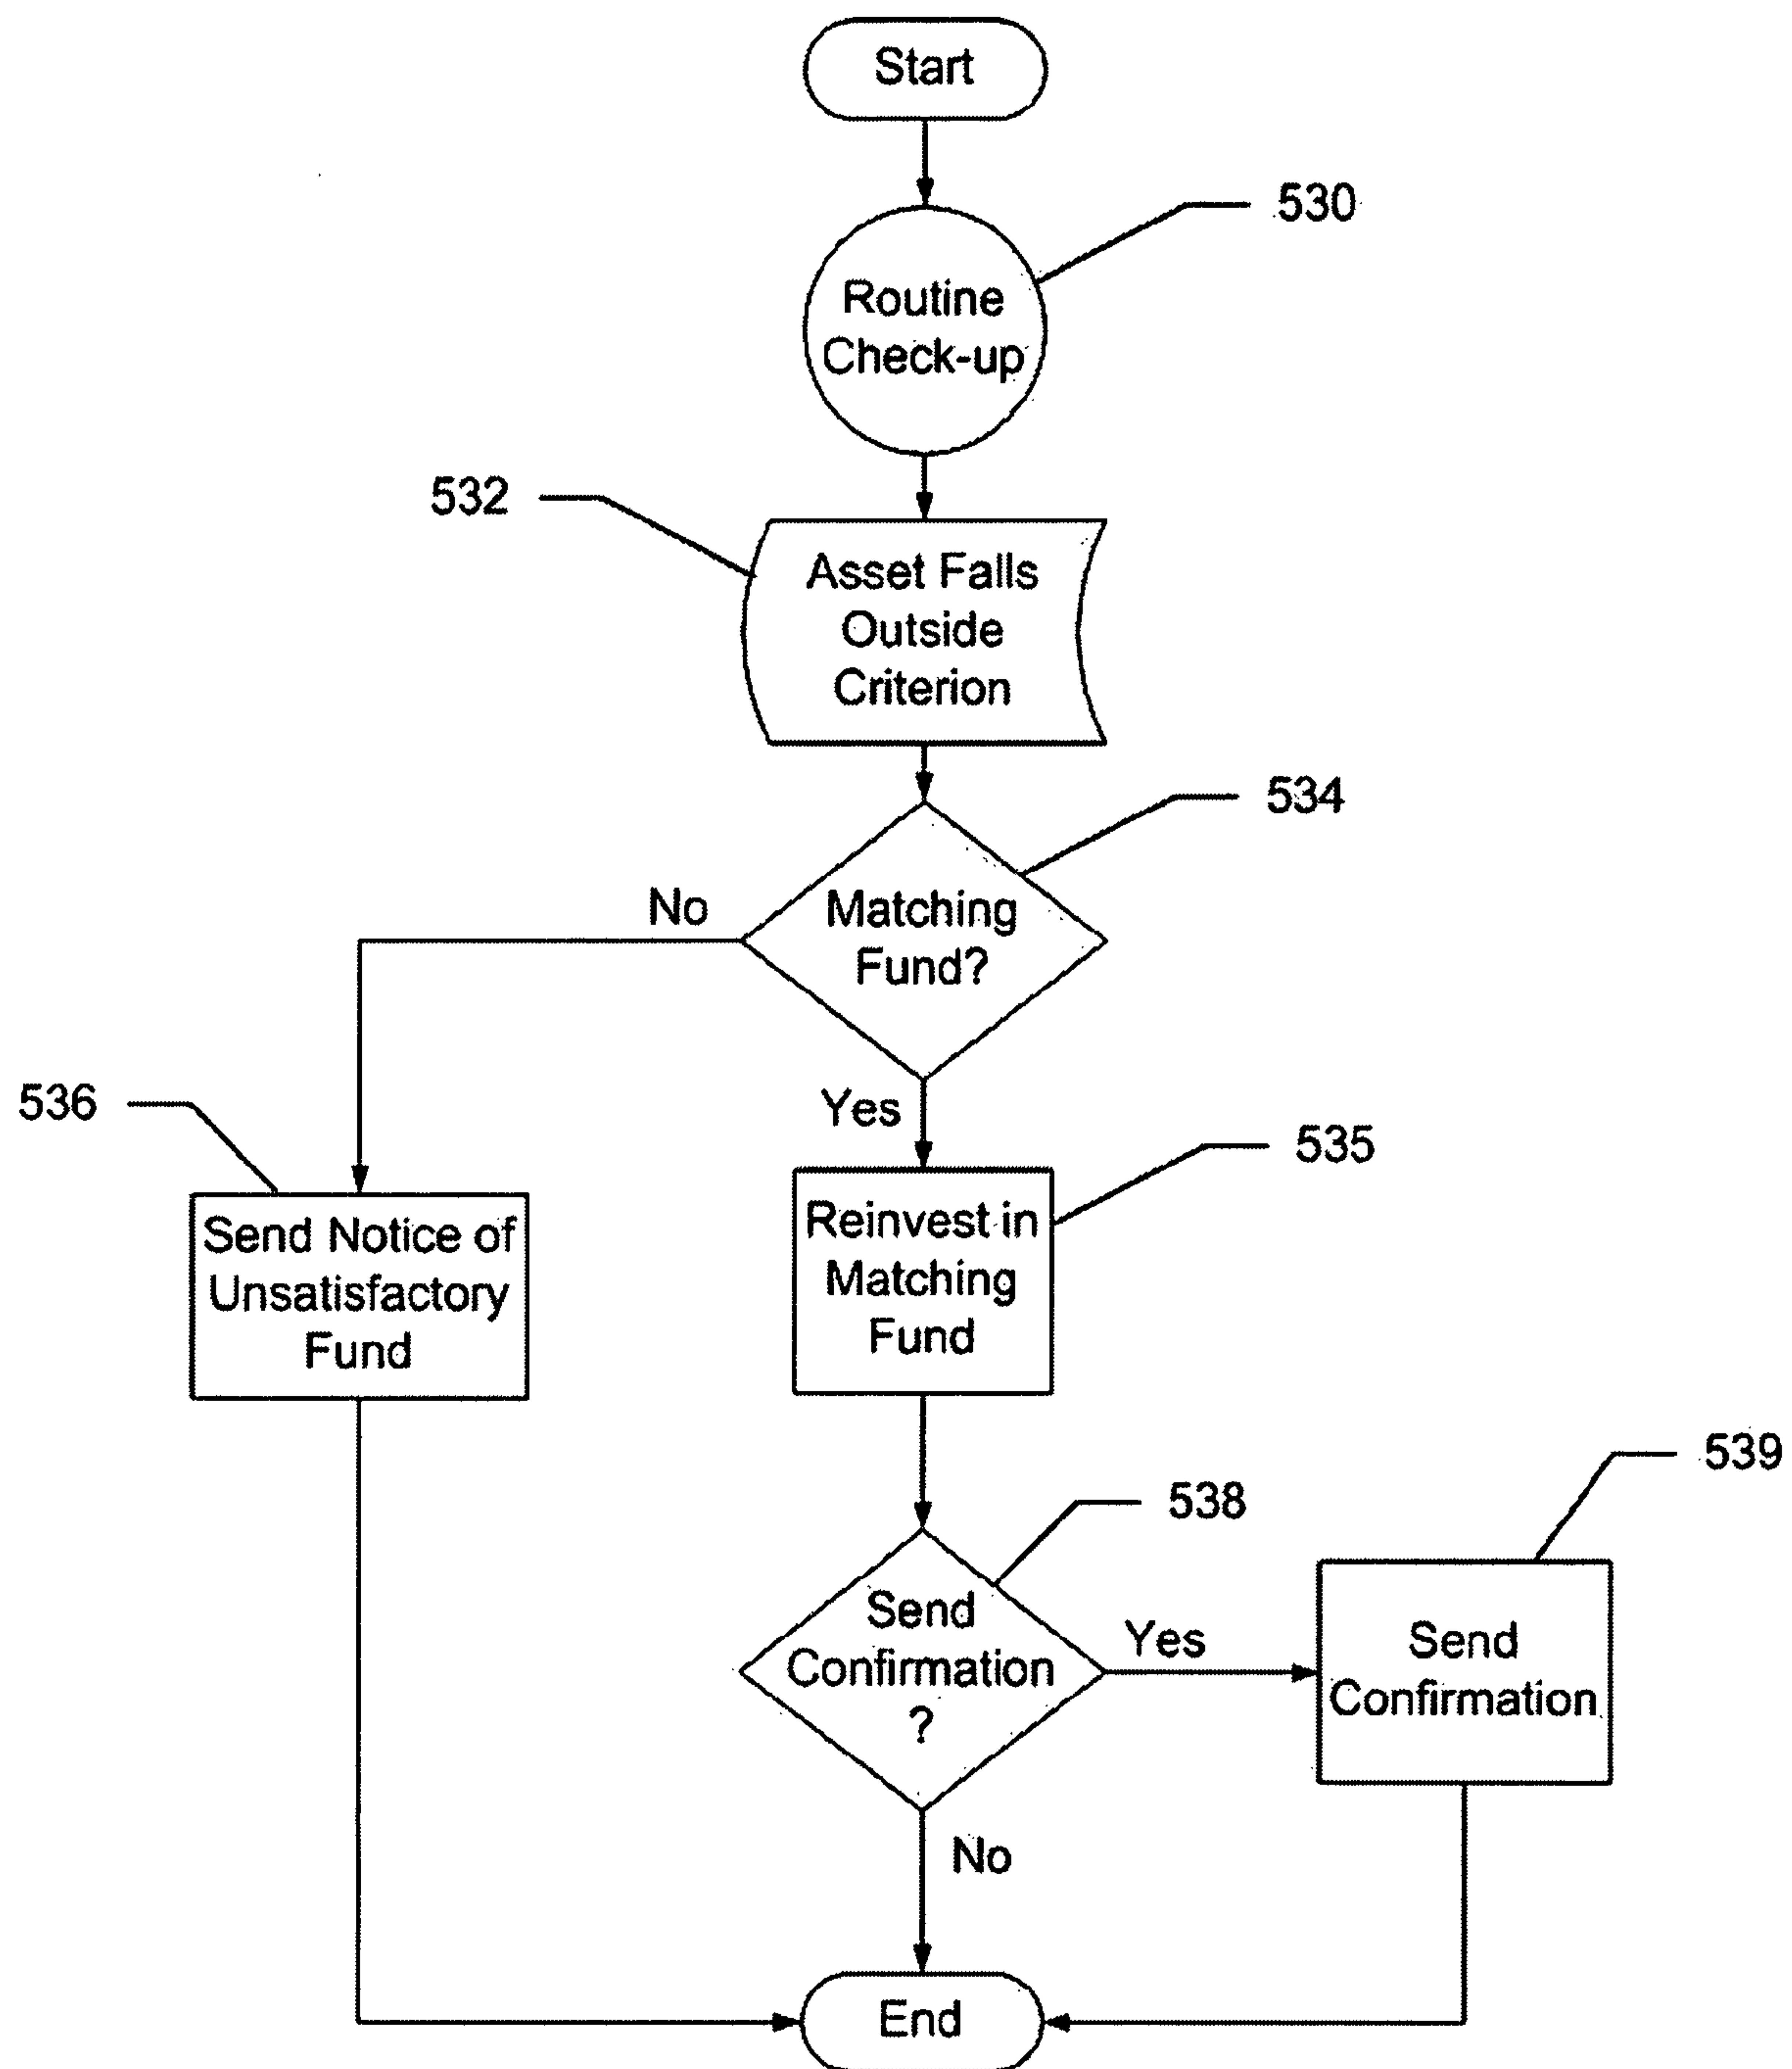 Start
530
Routine
Check-up
532
Asset Falls
Outside
Criterion
534
No
Matching
Fund?
Yes
536
535
Send Notice of
Unsatisfactory
Fund
Reinvest in
Matching
Fund
539
538
Send
Confirmation
?
Yes
Send
Confirmation
No
End